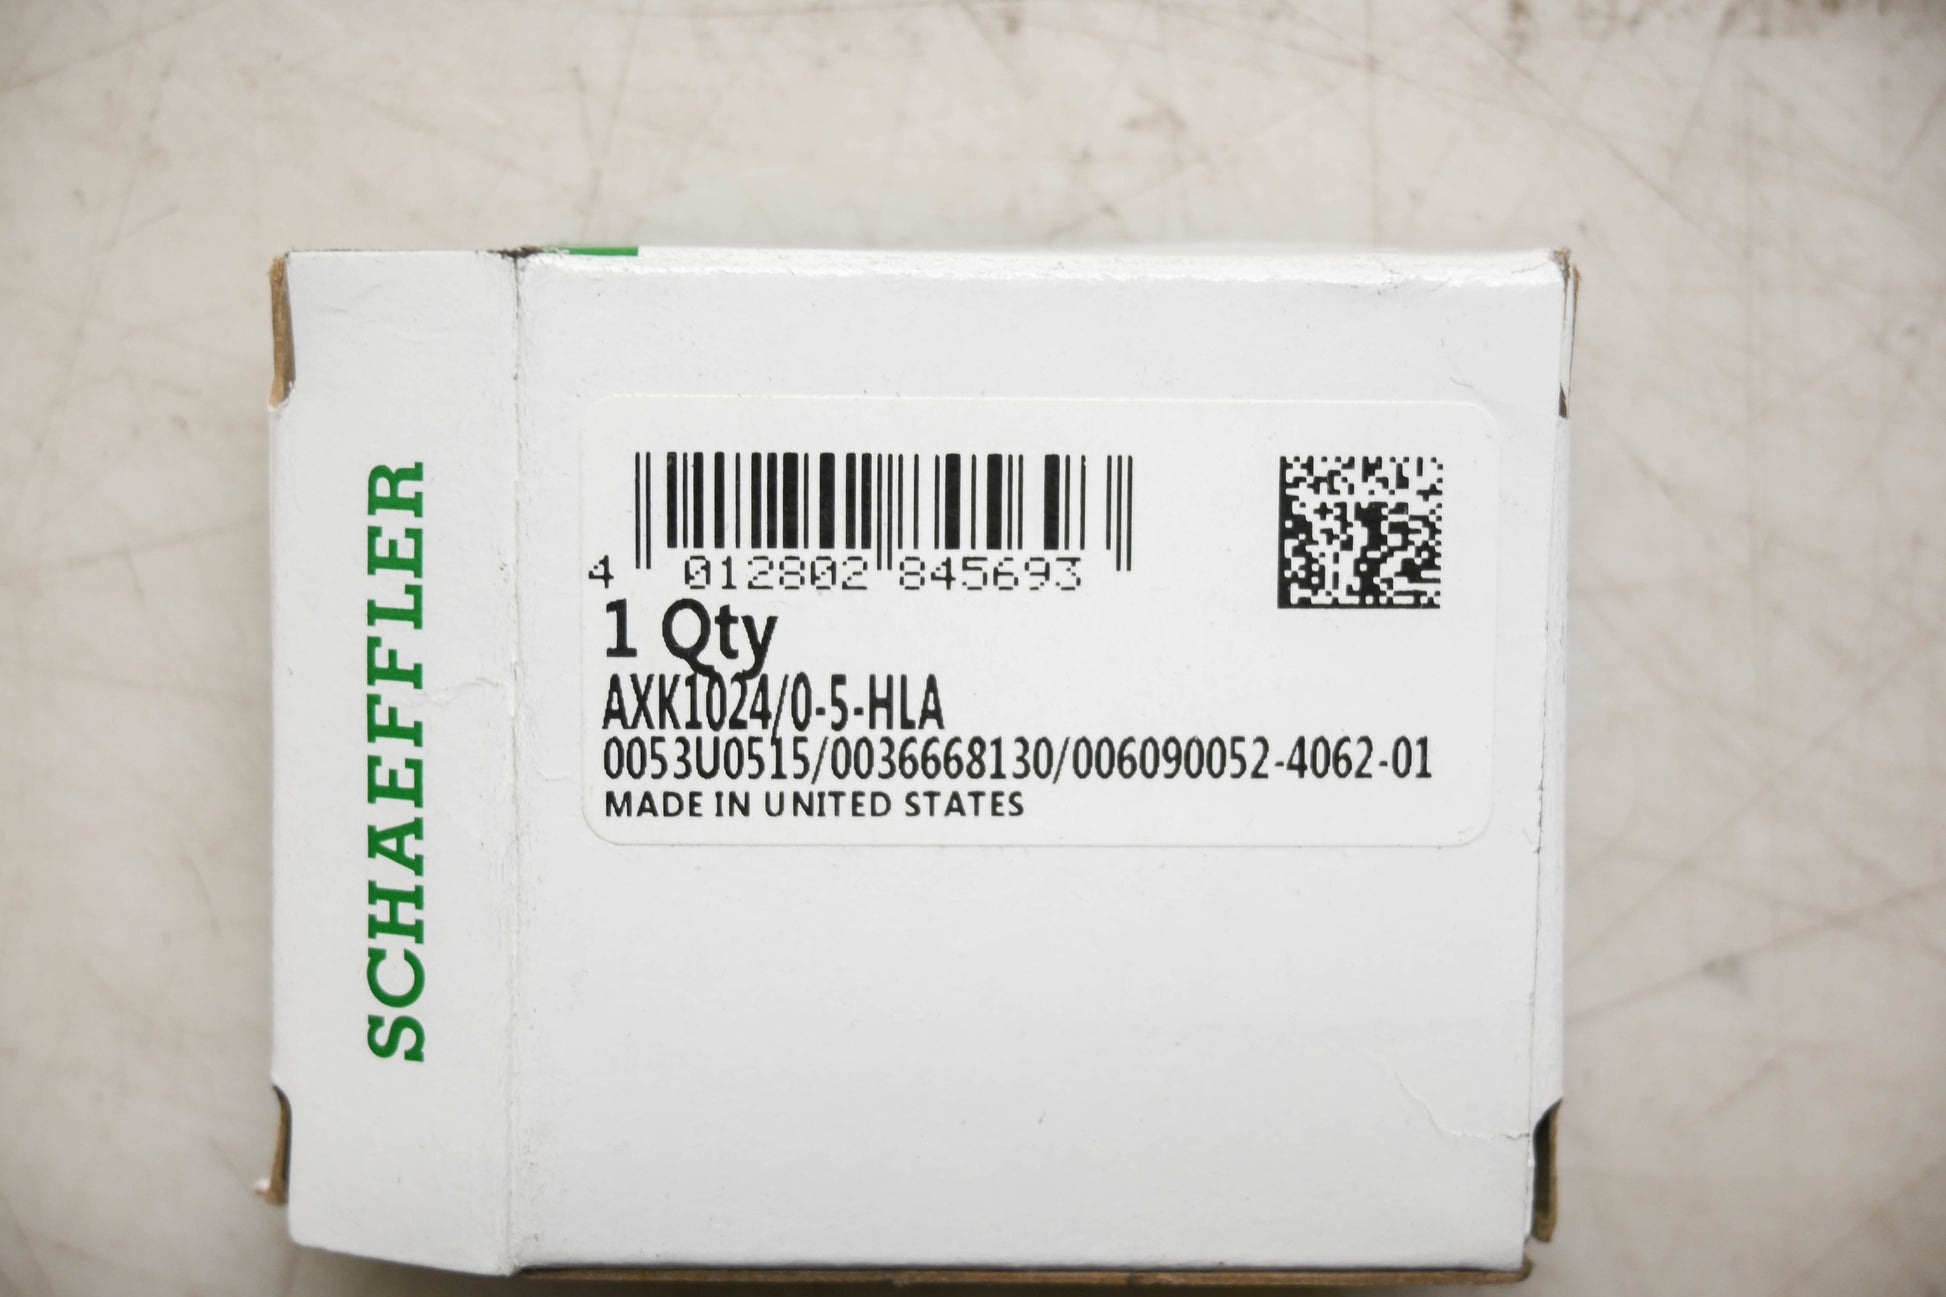 SCHAEFFLER
4 012802 845693
1 Qty
AXK1024/0-5-HLA
0053U0515/0036668130/006090052-4062-01
MADE IN UNITED STATES